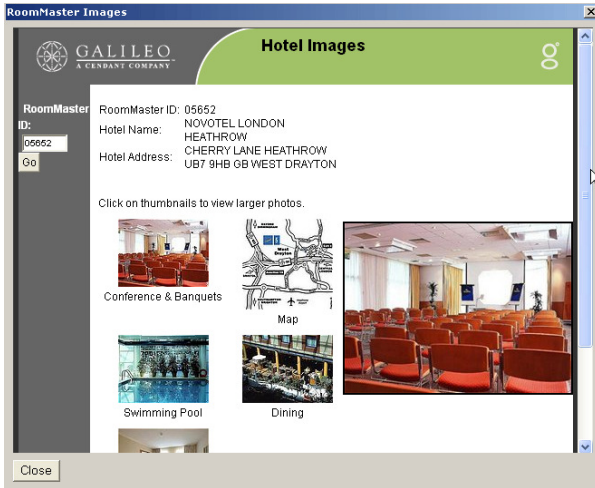 RoomMaster Images
GALILEO
A CENDANT COMPANY
Hotel Images
g
RoomMaster ID:
05652
Go
RoomMaster ID: 05652
Hotel Name: NOVOTEL LONDON
HEATHROW
Hotel Address: CHERRY LANE HEATHROW
UB7 9HB GB WEST DRAYTON
Click on thumbnails to view larger photos.
Conference & Banquets
West
Drayton
Map
Swimming Pool
Dining
Close